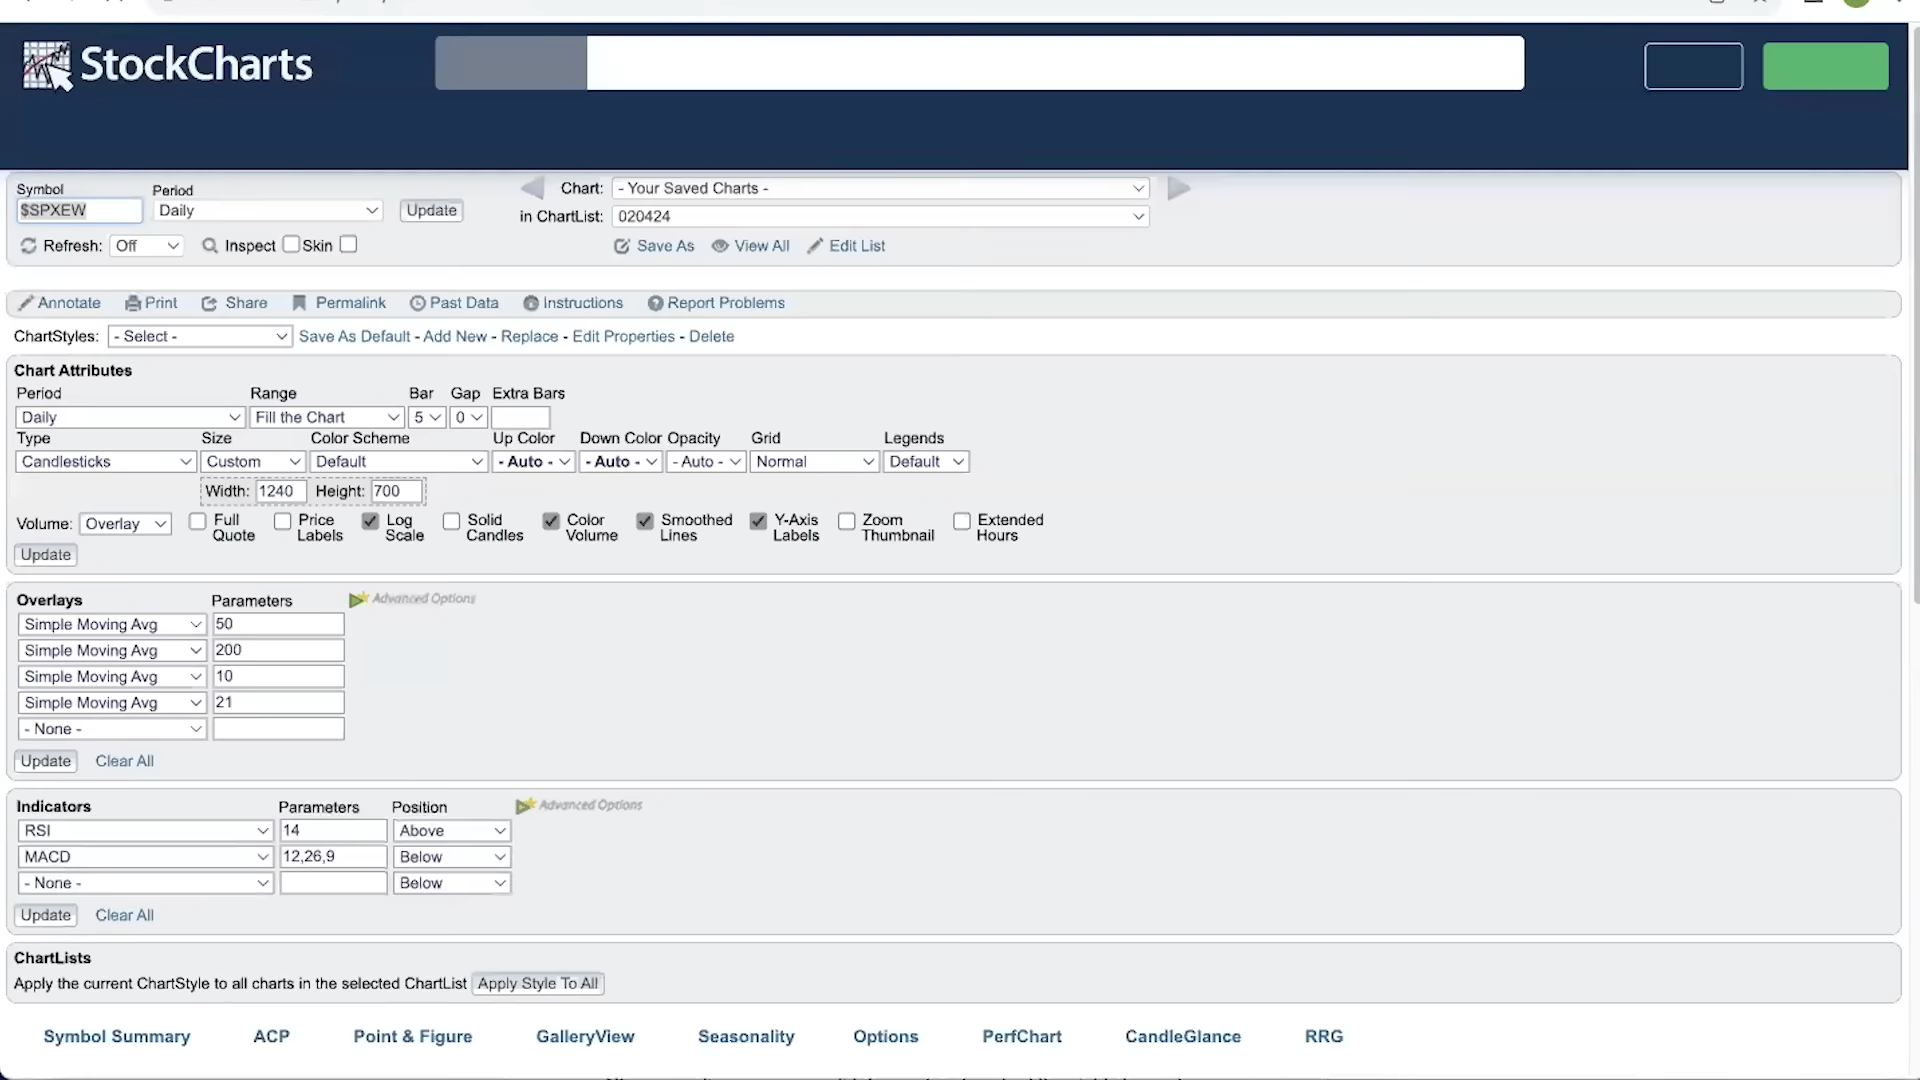 StockCharts
Symbol Period
$SPXEW Daily Update
Chart: - Your Saved Charts -
in ChartList: 020424
Refresh: Off Inspect Skin
Save As View All Edit List
Annotate Print Share Permalink Past Data Instructions Report Problems
ChartStyles: - Select - Save As Default - Add New - Replace - Edit Properties - Delete
Chart Attributes
Period Range Bar Gap Extra Bars
Daily Fill the Chart 5 0
Type Size Color Scheme Up Color Down Color Opacity Grid Legends
Candlesticks Custom Default - Auto - - Auto - - Auto - Normal Default
Width: 1240 Height: 700
Volume: Overlay Full Quote Price Labels Log Scale Solid Candles Color Volume Smoothed Lines Y-Axis Labels Zoom Thumbnail Extended Hours
Update
Overlays Parameters Advanced Options
Simple Moving Avg 50
Simple Moving Avg 200
Simple Moving Avg 10
Simple Moving Avg 21
- None -
Update Clear All
Indicators Parameters Position Advanced Options
RSI 14 Above
MACD 12,26,9 Below
- None - Below
Update Clear All
ChartLists
Apply the current ChartStyle to all charts in the selected ChartList Apply Style To All
Symbol Summary ACP Point & Figure GalleryView Seasonality Options PerfChart CandleGlance RRG